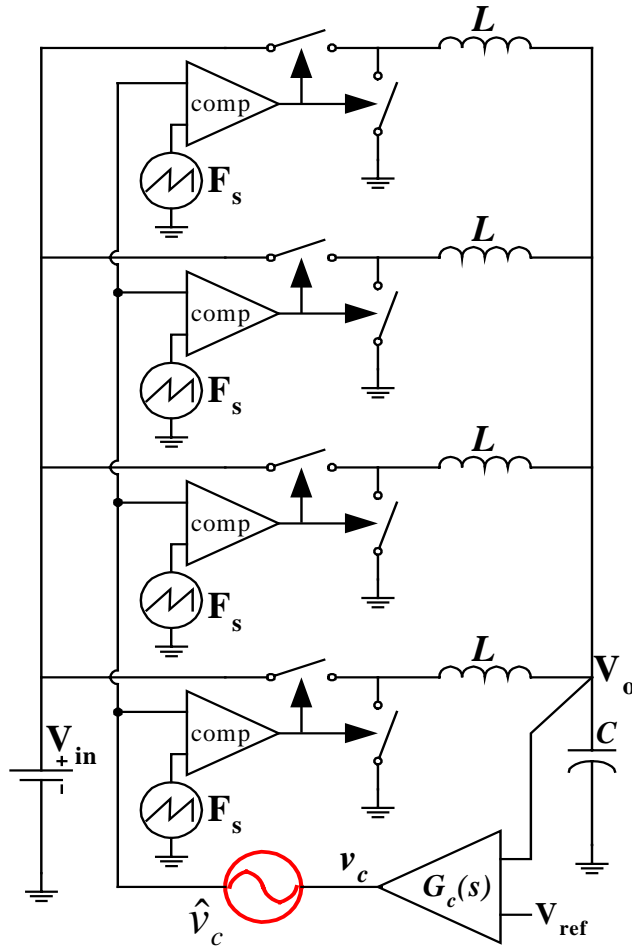 L
comp
F_s
L
comp
F_s
L
comp
F_s
L
V_o
comp
V_in
+
C
F_s
v_c
G_c(s)
v̂_c
V_ref